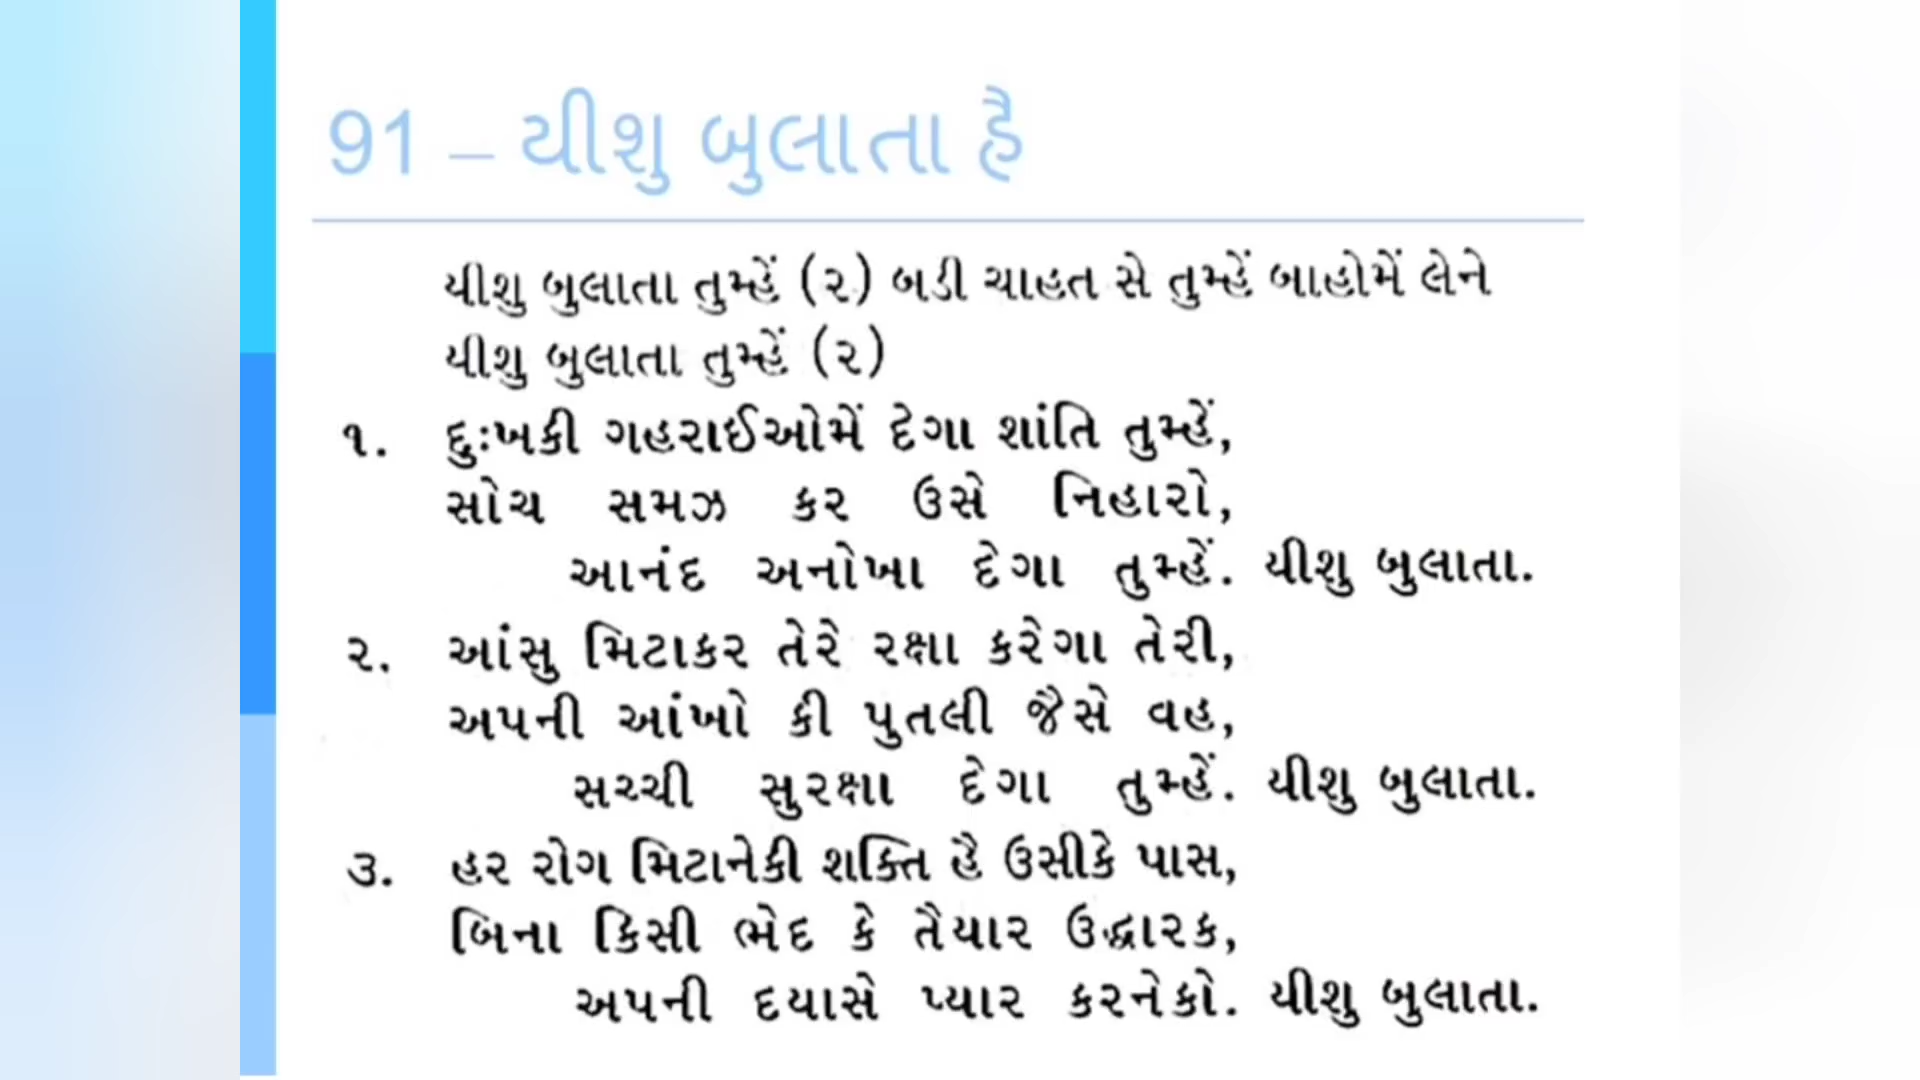 91 – યીશુ બુલાતા હૈ
યીશુ બુલાતા તુમ્હેં (૨) બડી ચાહત સે તુમ્હેં બાહોમેં લેને
યીશુ બુલાતા તુમ્હેં (૨)
૧. દુઃખકી ગહરાઈઓમેં દેગા શાંતિ તુમ્હેં,
સોચ સમઝ કર ઉસે નિહારો,
આનંદ અનોખા દેગા તુમ્હેં. યીશુ બુલાતા.
૨. આંસુ મિટાકર તેરે રક્ષા કરેગા તેરી,
અપની આંખો કી પુતલી જૈસે વહ,
સચ્ચી સુરક્ષા દેગા તુમ્હેં. યીશુ બુલાતા.
૩. હર રોગ મિટાનેકી શક્તિ હૈ ઉસીકે પાસ,
બિના કિસી ભેદ કે તૈયાર ઉદ્ધારક,
અપની દયાસે પ્યાર કરનેકો. યીશુ બુલાતા.